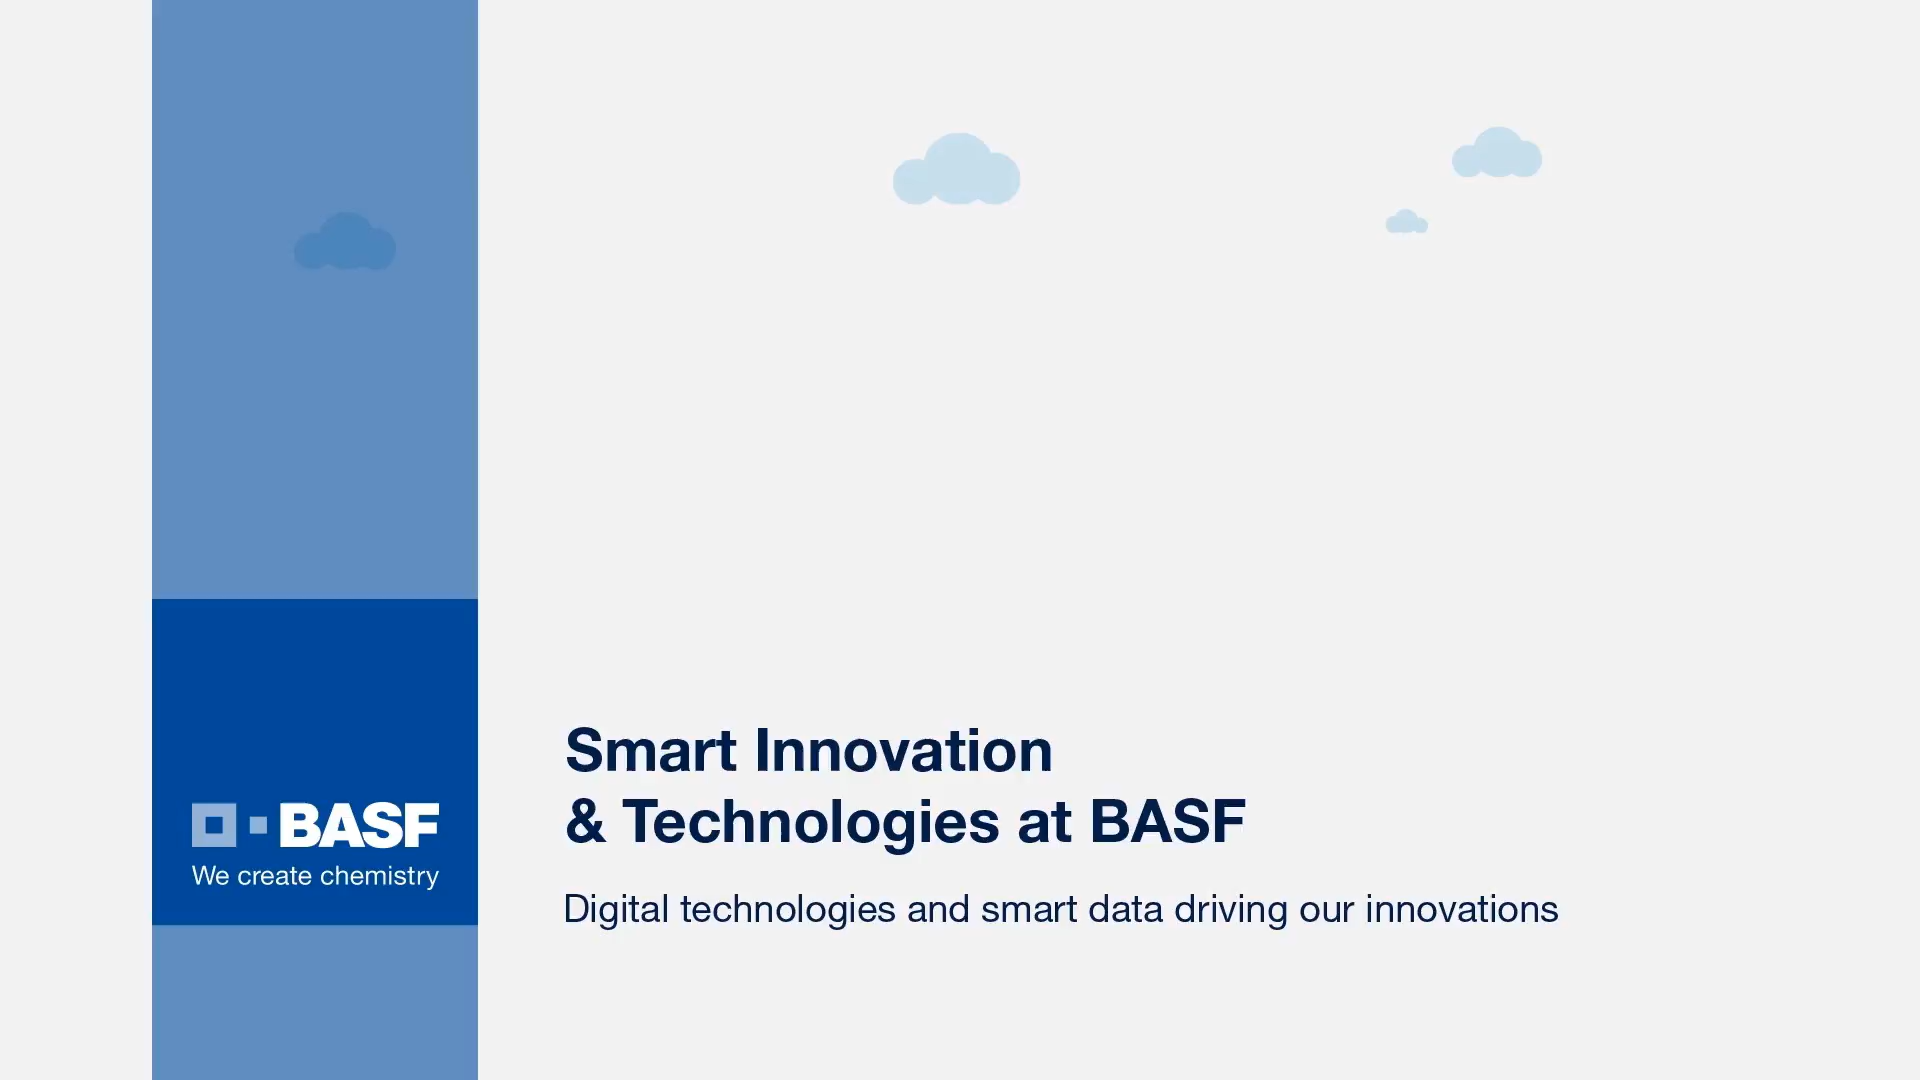 BASF
We create chemistry
Smart Innovation
& Technologies at BASF
Digital technologies and smart data driving our innovations